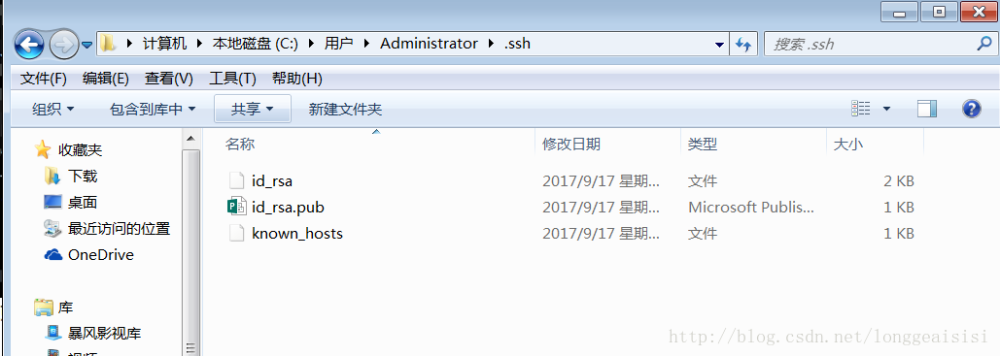 计算机 本地磁盘 (C:) 用户 Administrator .ssh 搜索 .ssh
文件(F) 编辑(E) 查看(V) 工具(T) 帮助(H)
组织 包含到库中 共享 新建文件夹
收藏夹
下载
桌面
最近访问的位置
OneDrive
库
暴风影视库
视频
名称 修改日期 类型 大小
id_rsa 2017/9/17 星期... 文件 2 KB
id_rsa.pub 2017/9/17 星期... Microsoft Publis... 1 KB
known_hosts 2017/9/17 星期... 文件 1 KB
http://blog.csdn.net/longgeaisisi